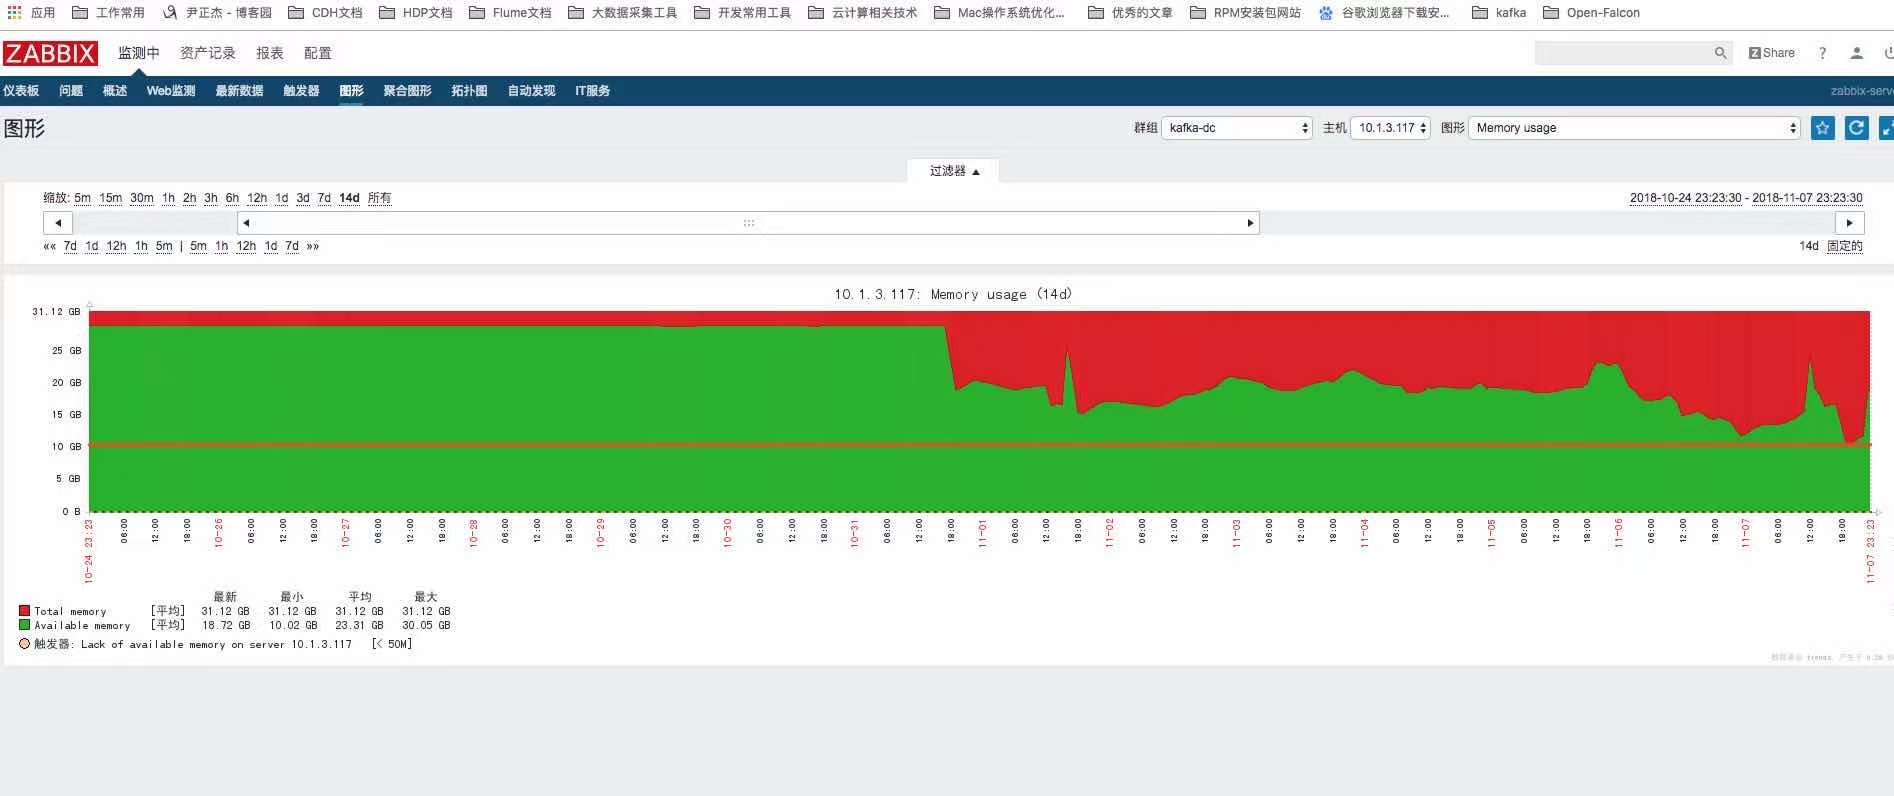 应用 工作常用 尹正杰 - 博客园 CDH文档 HDP文档 Flume文档 大数据采集工具 开发常用工具 云计算相关技术 Mac操作系统优化... 优秀的文章 RPM安装包网站 谷歌浏览器下载安... kafka Open-Falcon
ZABBIX 监测中 资产记录 报表 配置 Share ?
仪表板 问题 概述 Web监测 最新数据 触发器 图形 聚合图形 拓扑图 自动发现 IT服务 zabbix-serve
图形 群组 kafka-dc 主机 10.1.3.117 图形 Memory usage
过滤器 ▲
缩放: 5m 15m 30m 1h 2h 3h 6h 12h 1d 3d 7d 14d 所有 2018-10-24 23:23:30 - 2018-11-07 23:23:30
«« 7d 1d 12h 1h 5m | 5m 1h 12h 1d 7d »» 14d 固定的
10.1.3.117: Memory usage (14d)
31.12 GB
25 GB
20 GB
15 GB
10 GB
5 GB
0 B
10-24 23:23 06:00 12:00 18:00 10-26 06:00 12:00 18:00 10-27 06:00 12:00 18:00 10-28 06:00 12:00 18:00 10-29 06:00 12:00 18:00 10-30 06:00 12:00 18:00 10-31 06:00 12:00 18:00 11-01 06:00 12:00 18:00 11-02 06:00 12:00 18:00 11-03 06:00 12:00 18:00 11-04 06:00 12:00 18:00 11-05 06:00 12:00 18:00 11-06 06:00 12:00 18:00 11-07 06:00 12:00 18:00 11-07 23:23
最新 最小 平均 最大
Total memory [平均] 31.12 GB 31.12 GB 31.12 GB 31.12 GB
Available memory [平均] 18.72 GB 10.02 GB 23.31 GB 30.05 GB
触发器: Lack of available memory on server 10.1.3.117 [< 50M]